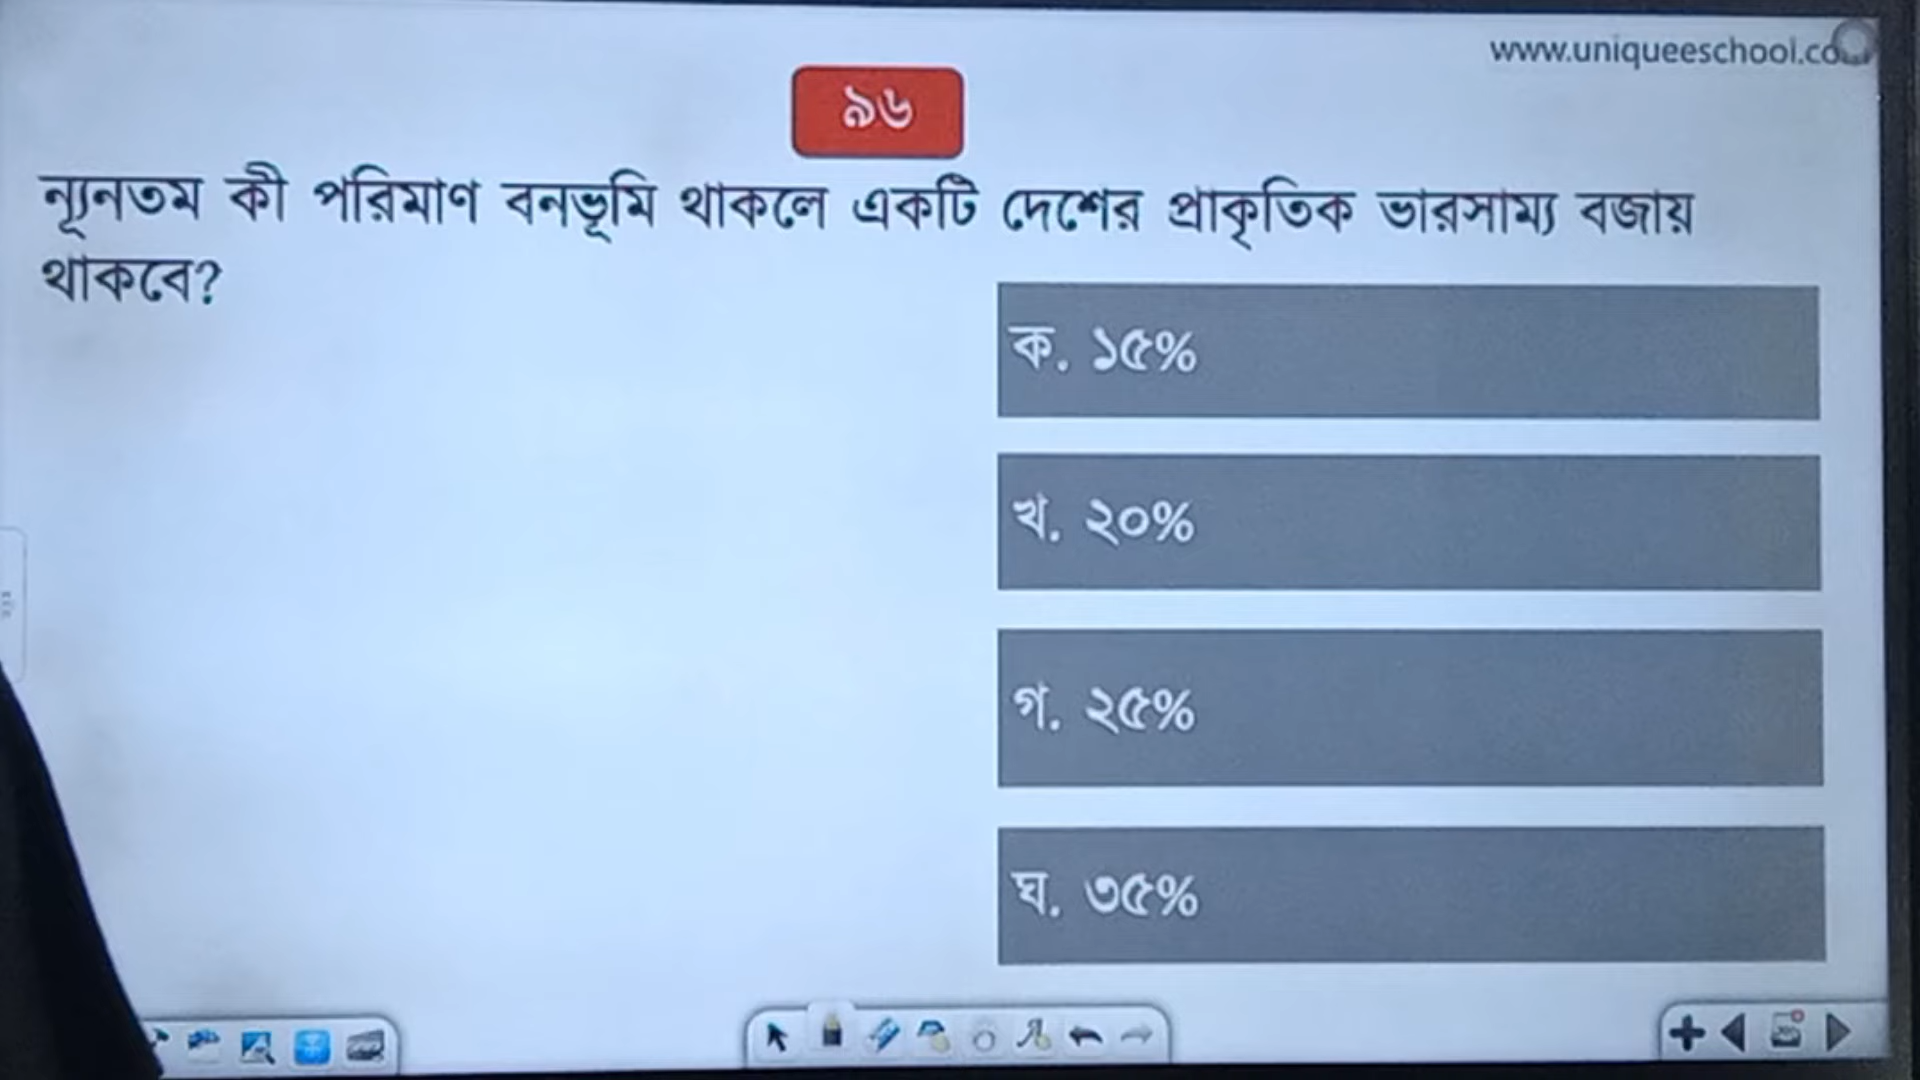 www.uniqueeschool.co
৯৬
ন্যূনতম কী পরিমাণ বনভূমি থাকলে একটি দেশের প্রাকৃতিক ভারসাম্য বজায়
থাকবে?
ক. ১৫%
খ. ২০%
গ. ২৫%
ঘ. ৩৫%